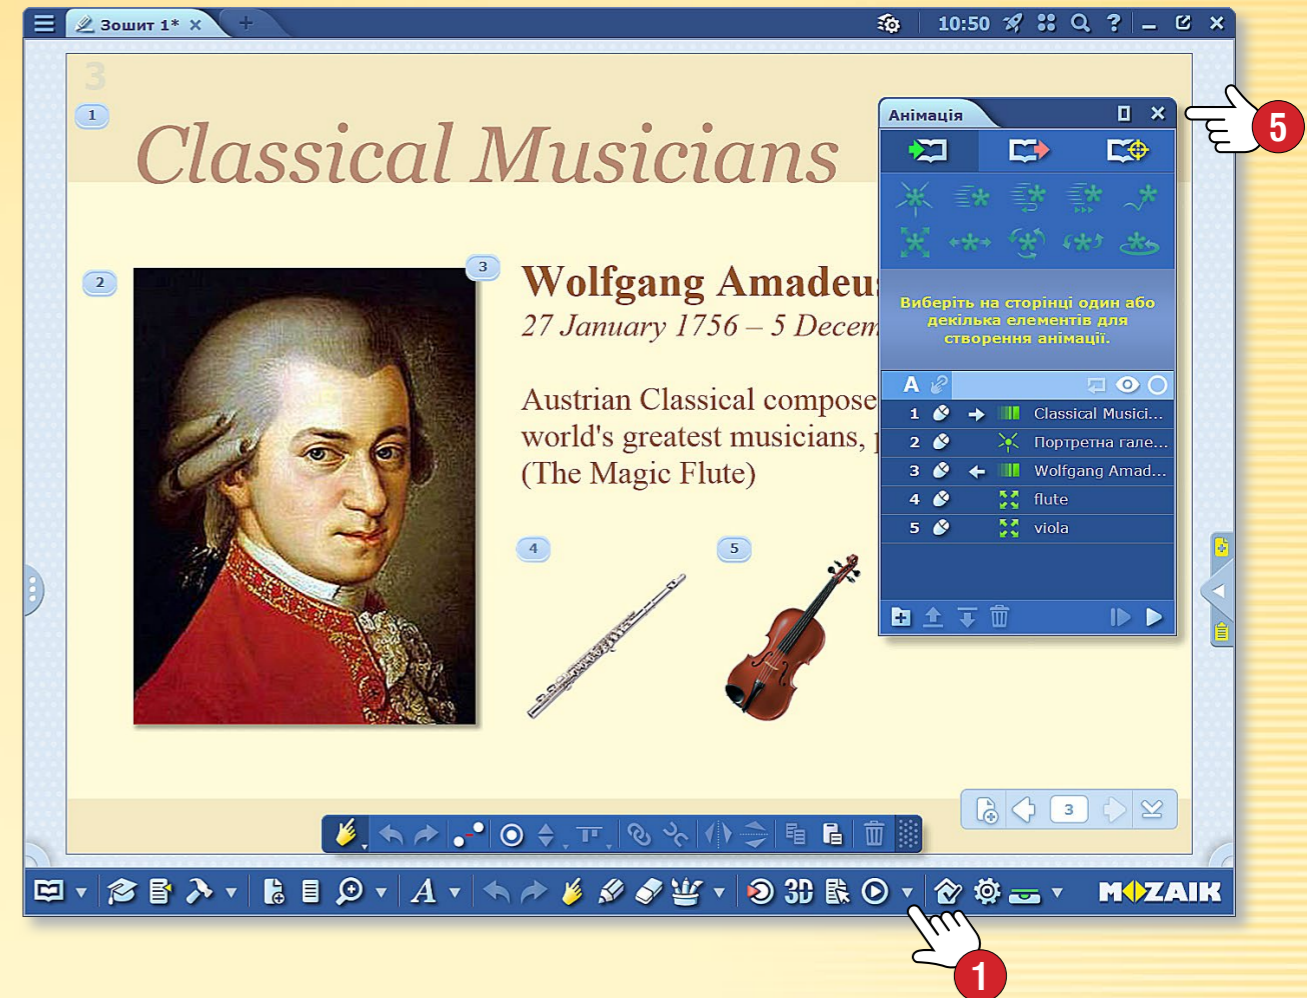 Зошит 1*
10:50
3
1
Classical Musicians
2
3
Wolfgang Amadeu
27 January 1756 – 5 Decem
Austrian Classical compose
world's greatest musicians,
(The Magic Flute)
4
5
Анімація
Виберіть на сторінці один або
декілька елементів для
створення анімації.
A
1 Classical Musici...
2 Портретна гале...
3 Wolfgang Amad...
4 flute
5 viola
5
3
A
3D
MOZAIK
1